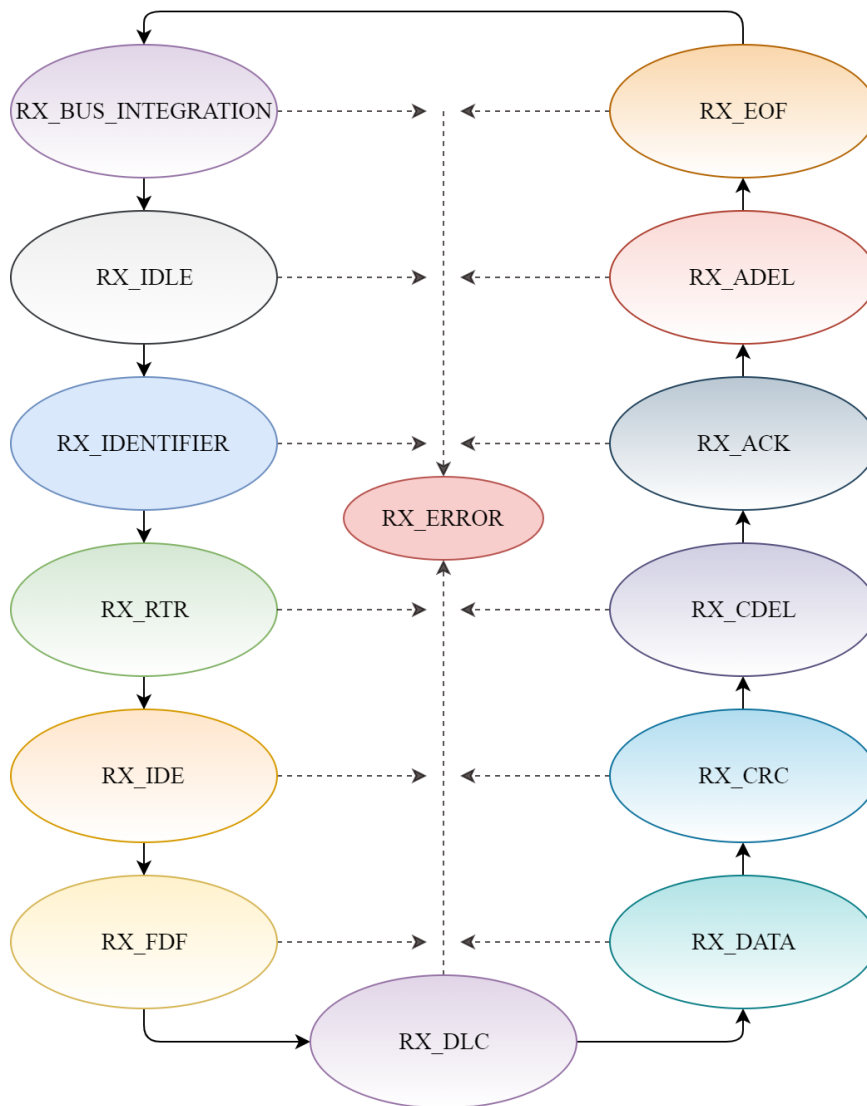 RX_BUS_INTEGRATION
RX_EOF
RX_IDLE
RX_ADEL
RX_IDENTIFIER
RX_ACK
RX_ERROR
RX_RTR
RX_CDEL
RX_IDE
RX_CRC
RX_FDF
RX_DATA
RX_DLC